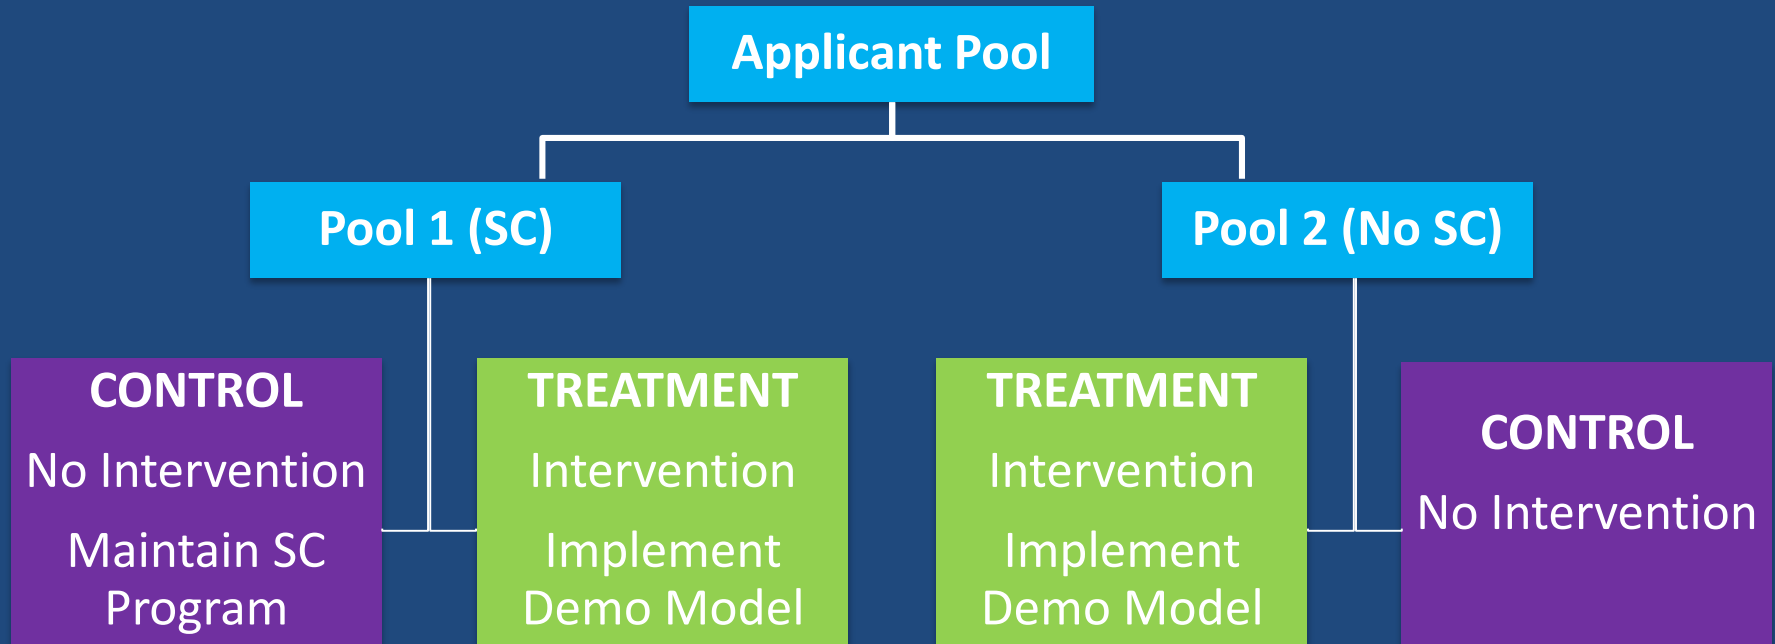 Applicant Pool
Pool 1 (SC)
Pool 2 (No SC)
CONTROL
No Intervention
Maintain SC
Program
TREATMENT
Intervention
Implement
Demo Model
TREATMENT
Intervention
Implement
Demo Model
CONTROL
No Intervention